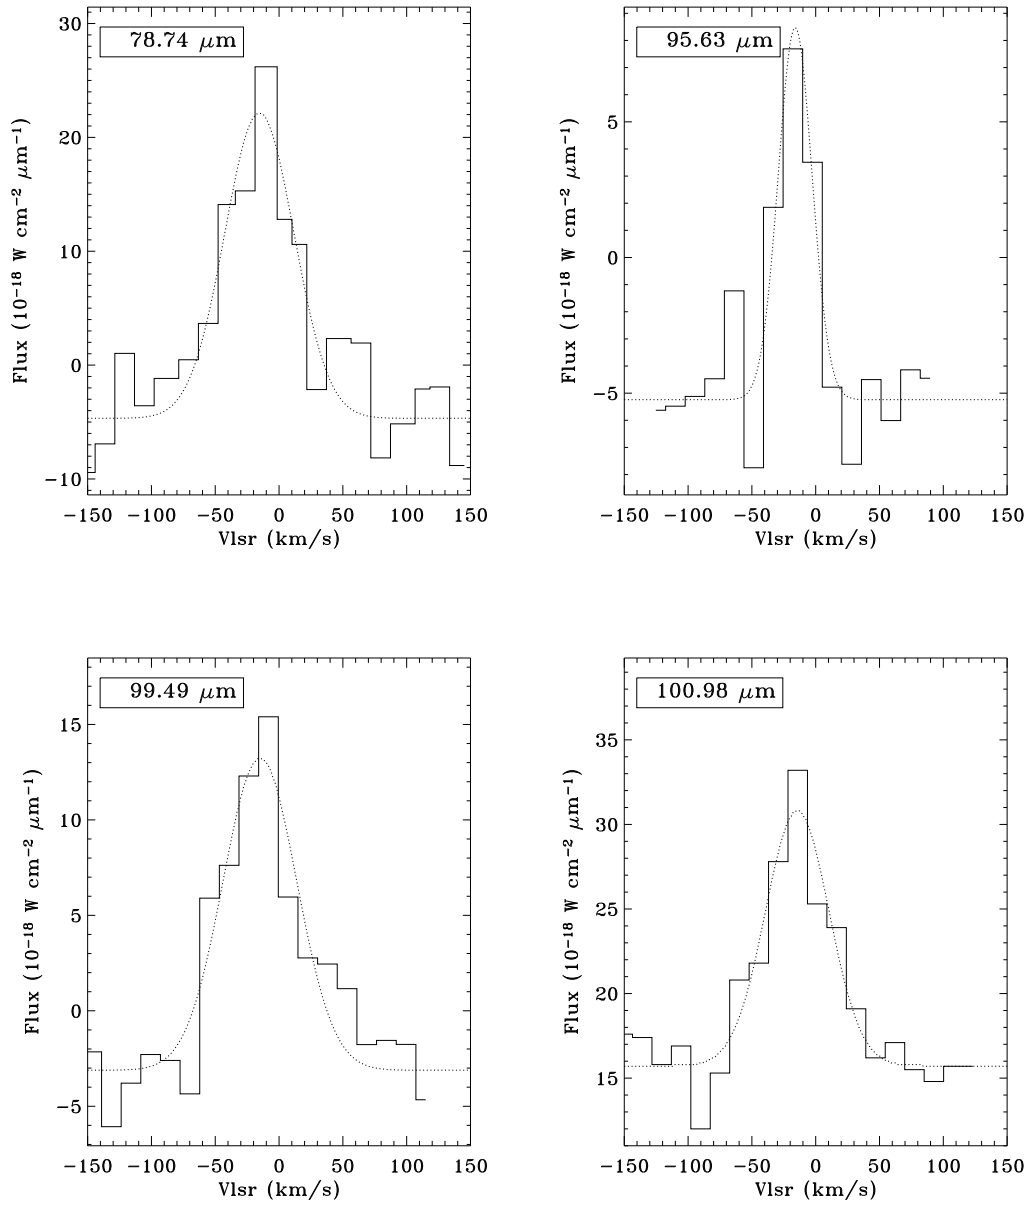 78.74 μm
30
20
10
0
−10
Flux (10⁻¹⁸ W cm⁻² μm⁻¹)
−150 −100 −50 0 50 100 150
Vlsr (km/s)
95.63 μm
5
0
−5
Flux (10⁻¹⁸ W cm⁻² μm⁻¹)
−150 −100 −50 0 50 100 150
Vlsr (km/s)
99.49 μm
15
10
5
0
−5
Flux (10⁻¹⁸ W cm⁻² μm⁻¹)
−150 −100 −50 0 50 100 150
Vlsr (km/s)
100.98 μm
35
30
25
20
15
Flux (10⁻¹⁸ W cm⁻² μm⁻¹)
−150 −100 −50 0 50 100 150
Vlsr (km/s)